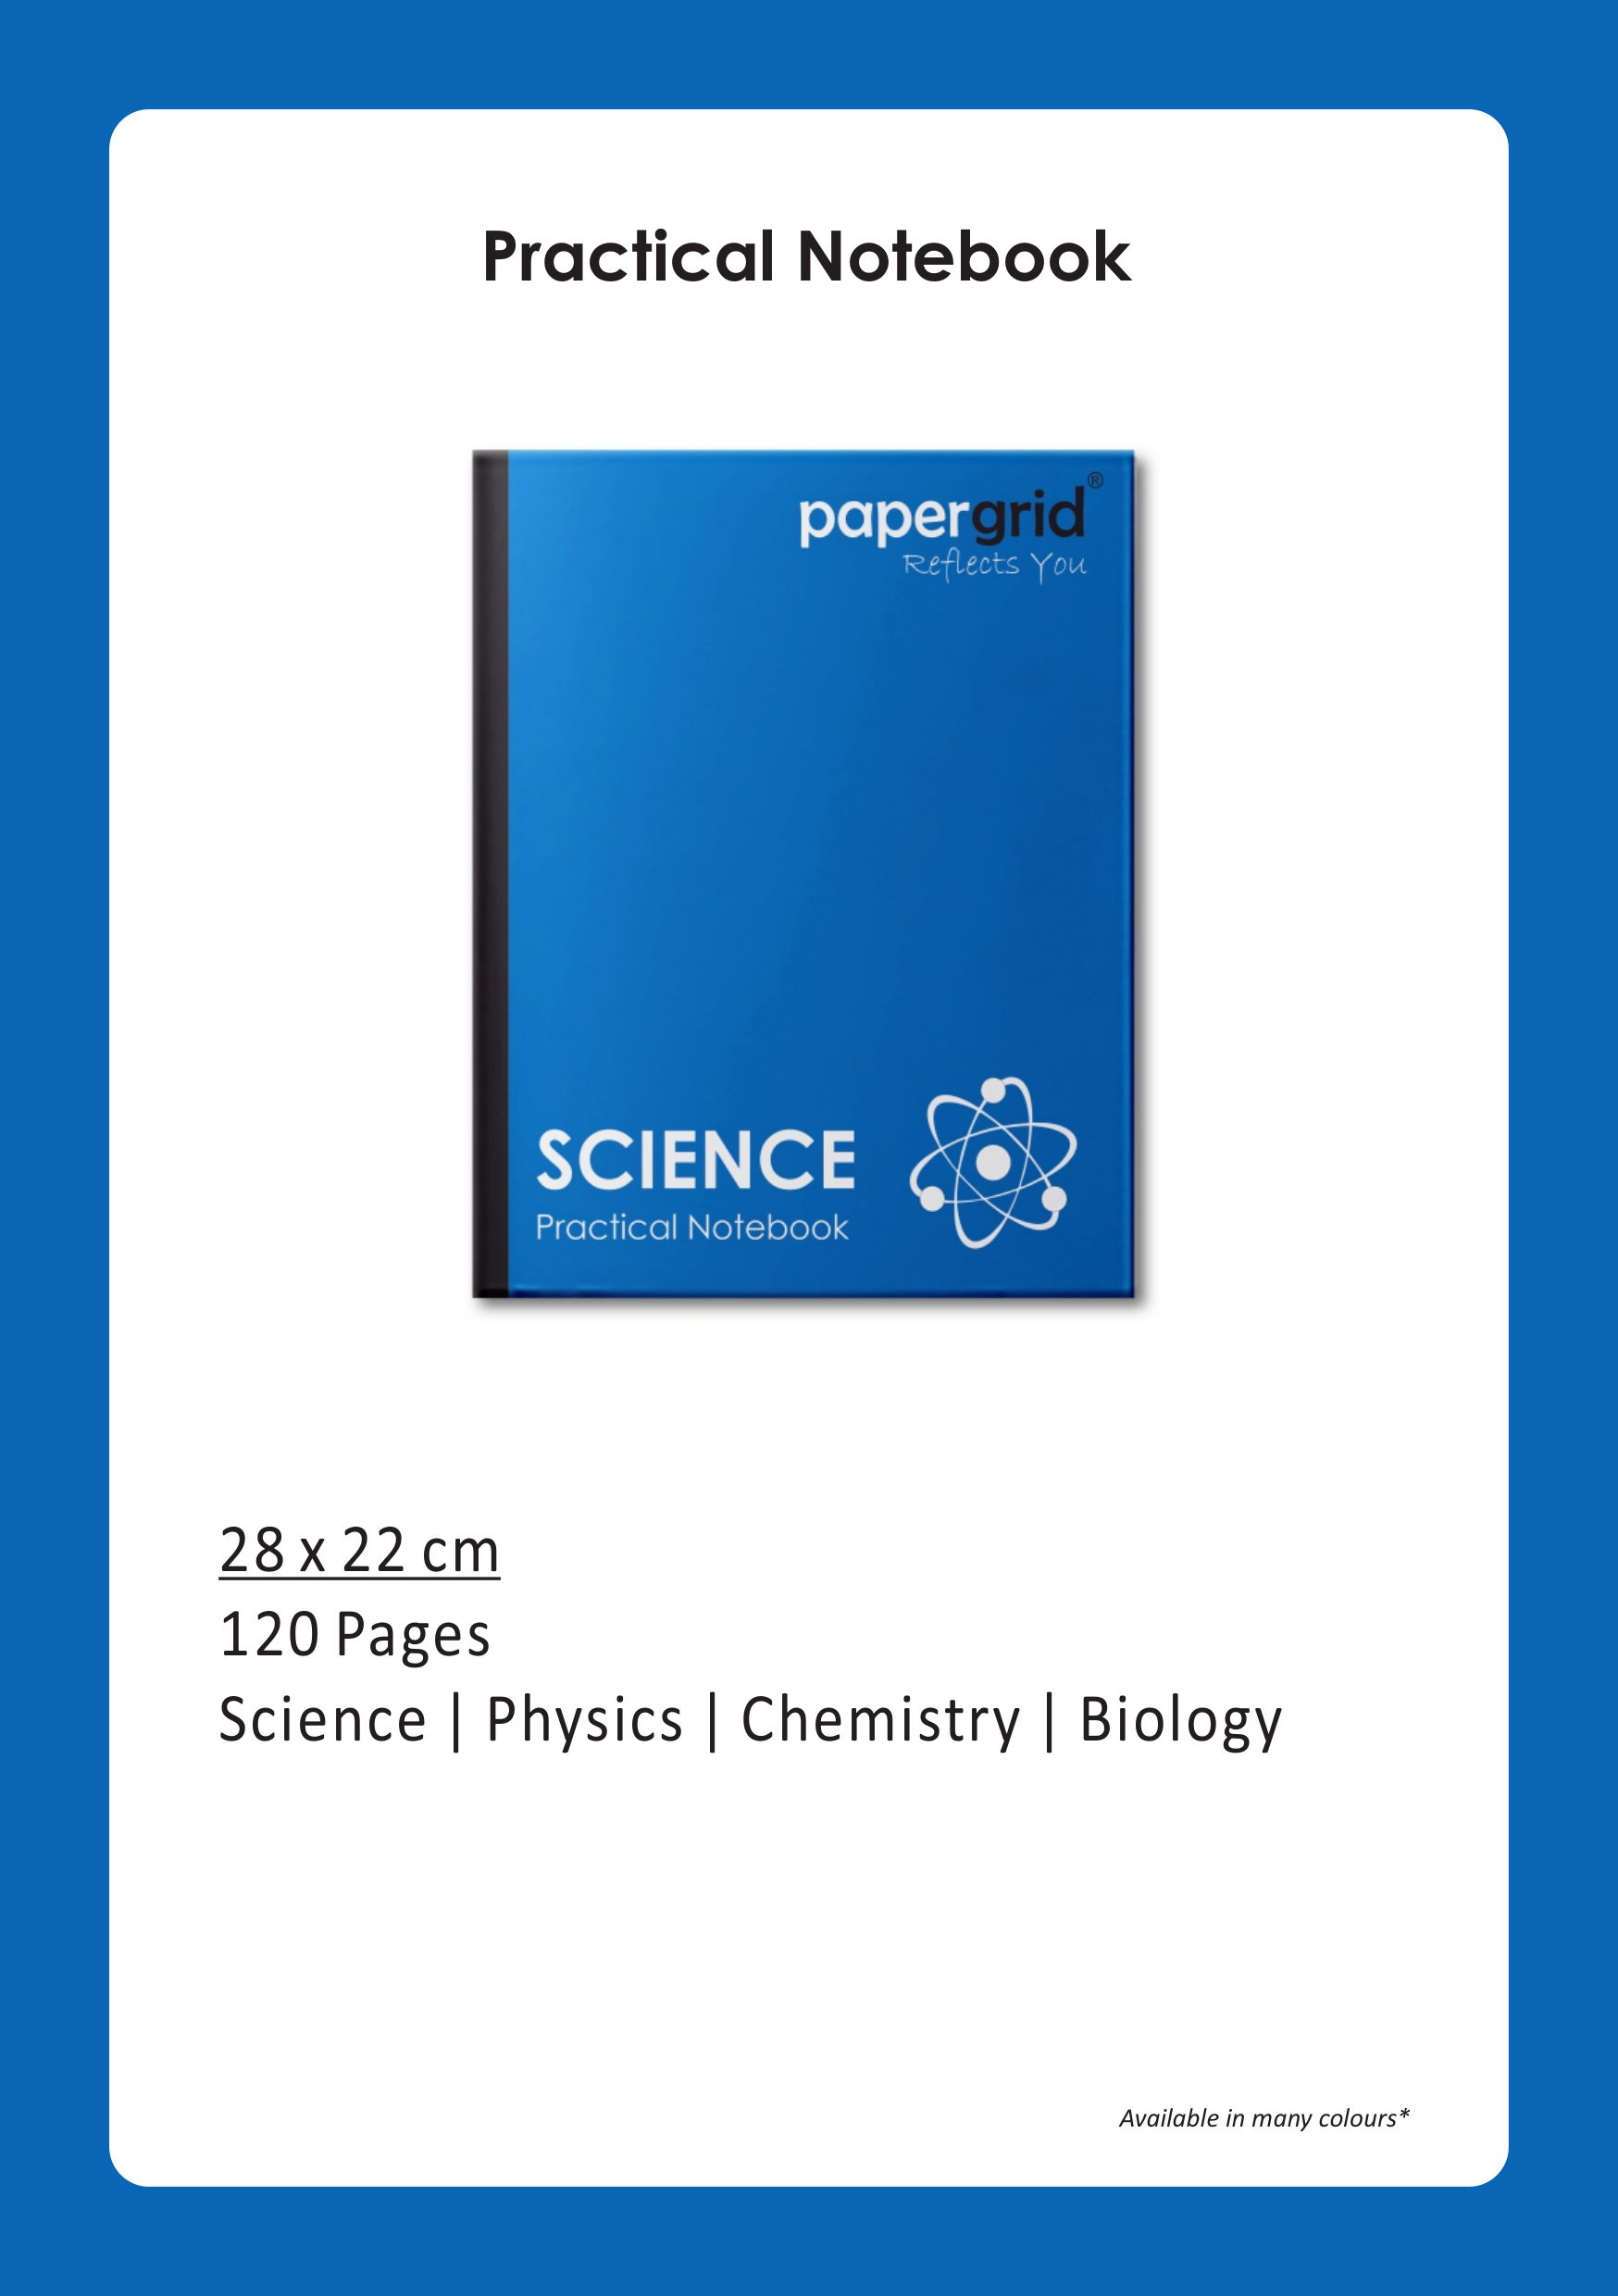 Practical Notebook
papergrid®
Reflects You
SCIENCE
Practical Notebook
28 x 22 cm
120 Pages
Science | Physics | Chemistry | Biology
Available in many colours*